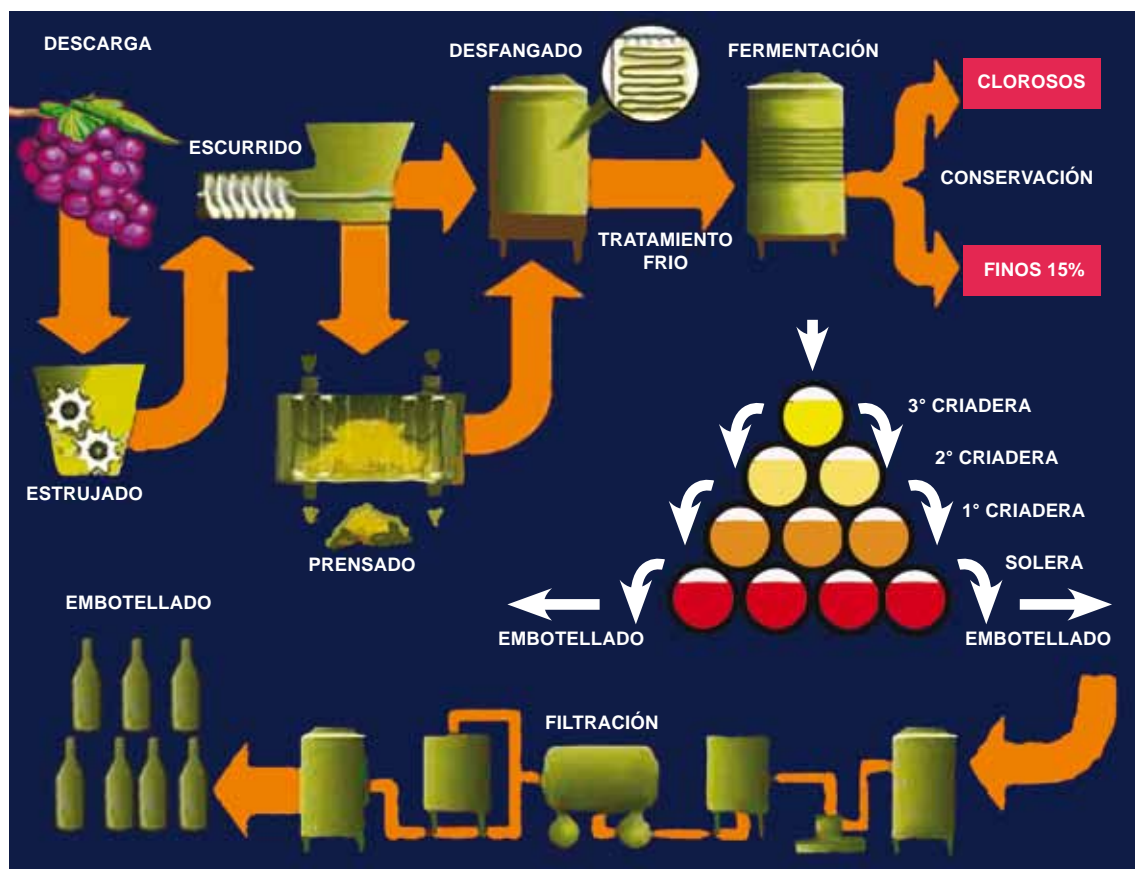 DESCARGA
DESFANGADO
FERMENTACIÓN
CLOROSOS
ESCURRIDO
CONSERVACIÓN
TRATAMIENTO
FRIO
FINOS 15%
3° CRIADERA
2° CRIADERA
1° CRIADERA
SOLERA
ESTRUJADO
PRENSADO
EMBOTELLADO
EMBOTELLADO
EMBOTELLADO
FILTRACIÓN